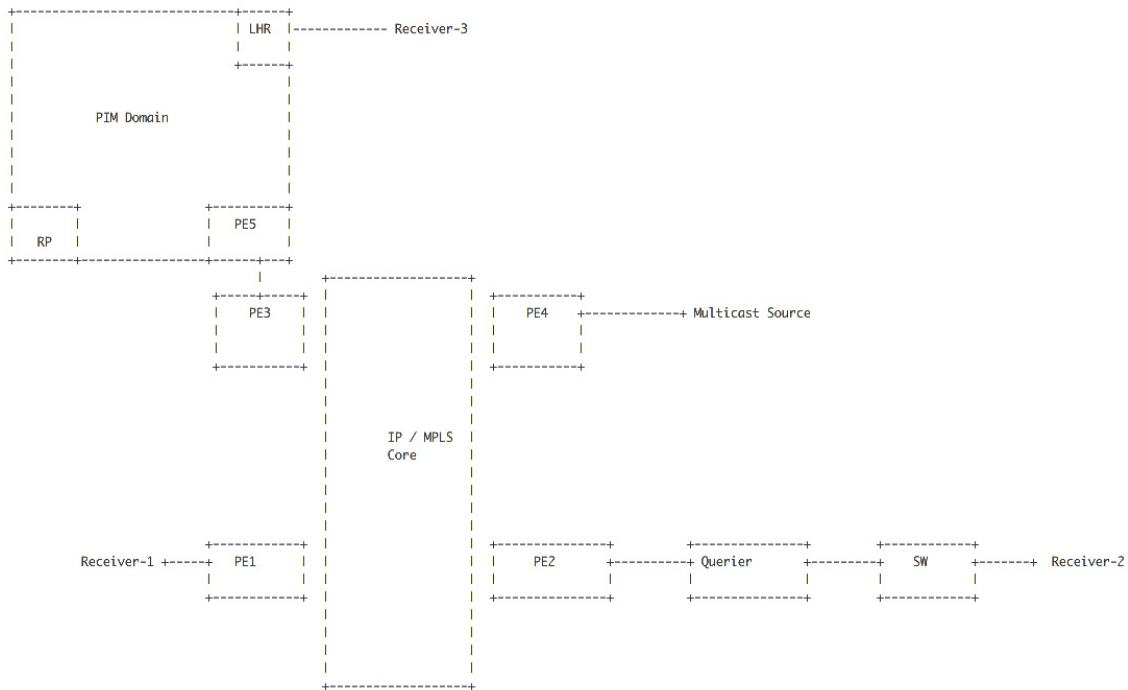 LHR
Receiver-3
PIM Domain
PE5
RP
PE3
PE4
Multicast Source
IP / MPLS
Core
Receiver-1
PE1
PE2
Querier
SW
Receiver-2